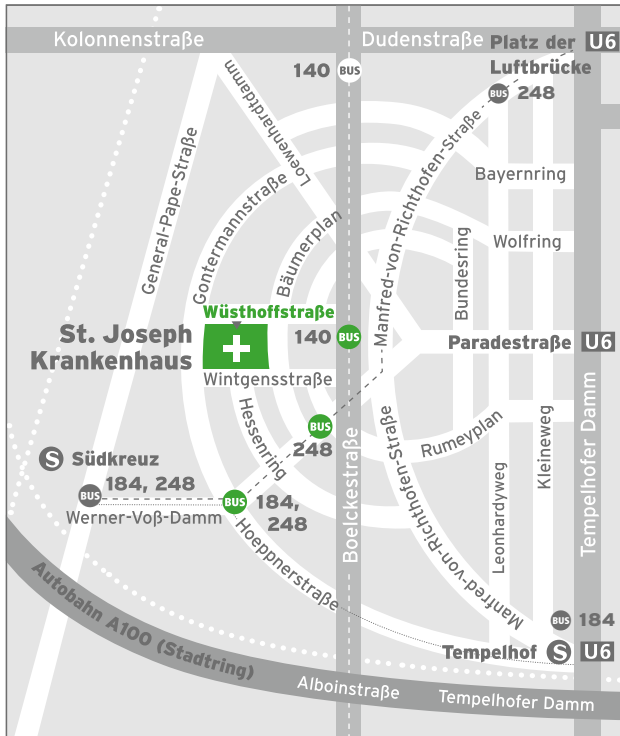 Kolonnenstraße
Dudenstraße
Platz der
Luftbrücke
U6
140 BUS
BUS 248
Loewenhardtdamm
Manfred-von-Richthofen-Straße
General-Pape-Straße
Gontermannstraße
Bäumerplan
Bayernring
Wolfring
Bundesring
Wüsthoffstraße
St. Joseph
Krankenhaus
140 BUS
Paradestraße U6
Wintgensstraße
Hessenring
BUS
248
Manfred-von-Richthofen-Straße
Rumeyplan
Kleineweg
Leonhardyweg
Tempelhofer Damm
Boelckestraße
S Südkreuz
BUS 184, 248
Werner-Voß-Damm
BUS 184,
248
Hoeppnerstraße
Autobahn A100 (Stadtring)
BUS 184
Tempelhof S U6
Alboinstraße
Tempelhofer Damm